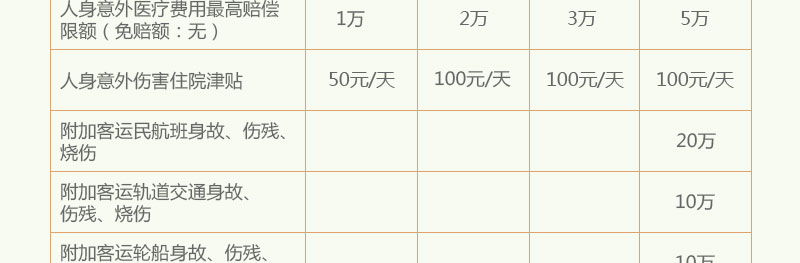 人身意外医疗费用最高赔偿
限额（免赔额：无） 1万 2万 3万 5万
人身意外伤害住院津贴 50元/天 100元/天 100元/天 100元/天
附加客运民航班身故、伤残、
烧伤 20万
附加客运轨道交通身故、
伤残、烧伤 10万
附加客运轮船身故、伤残、
10万